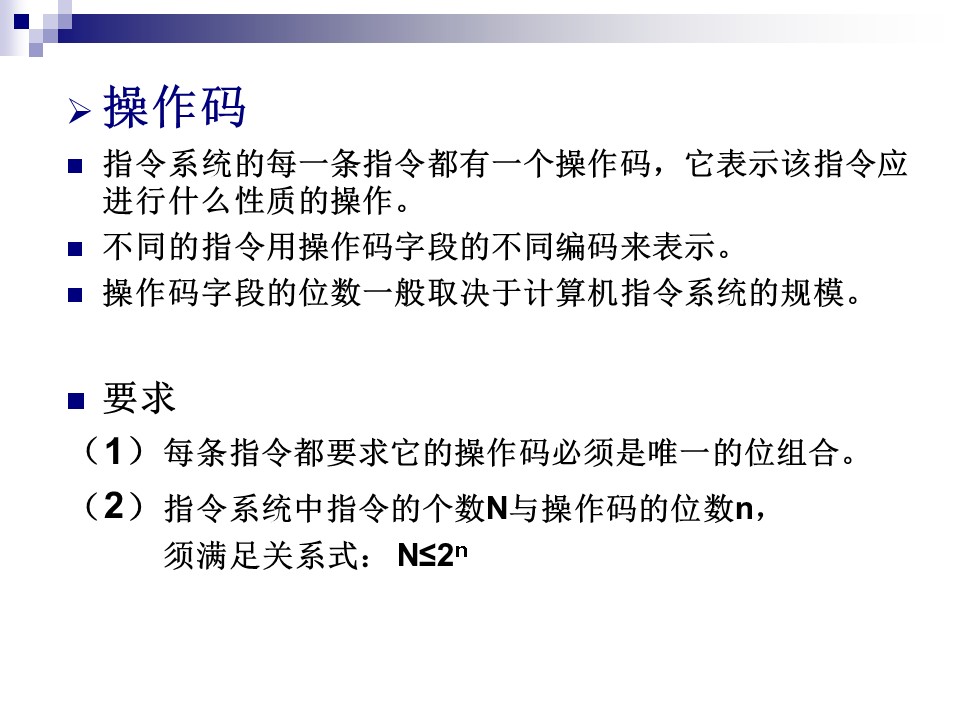 操作码
指令系统的每一条指令都有一个操作码，它表示该指令应
进行什么性质的操作。
不同的指令用操作码字段的不同编码来表示。
操作码字段的位数一般取决于计算机指令系统的规模。
要求
（1）每条指令都要求它的操作码必须是唯一的位组合。
（2）指令系统中指令的个数N与操作码的位数n，
须满足关系式： N≤2ⁿ